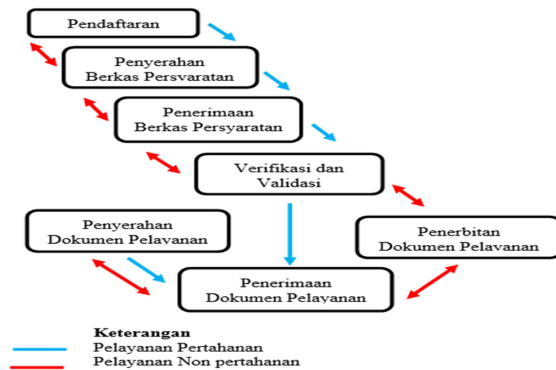 Pendaftaran
Penyerahan
Berkas Persvaratan
Penerimaan
Berkas Persyaratan
Verifikasi dan
Validasi
Penyerahan
Dokumen Pelayanan
Penerbitan
Dokumen Pelayanan
Penerimaan
Dokumen Pelayanan
Keterangan
Pelayanan Pertahanan
Pelayanan Non pertahanan